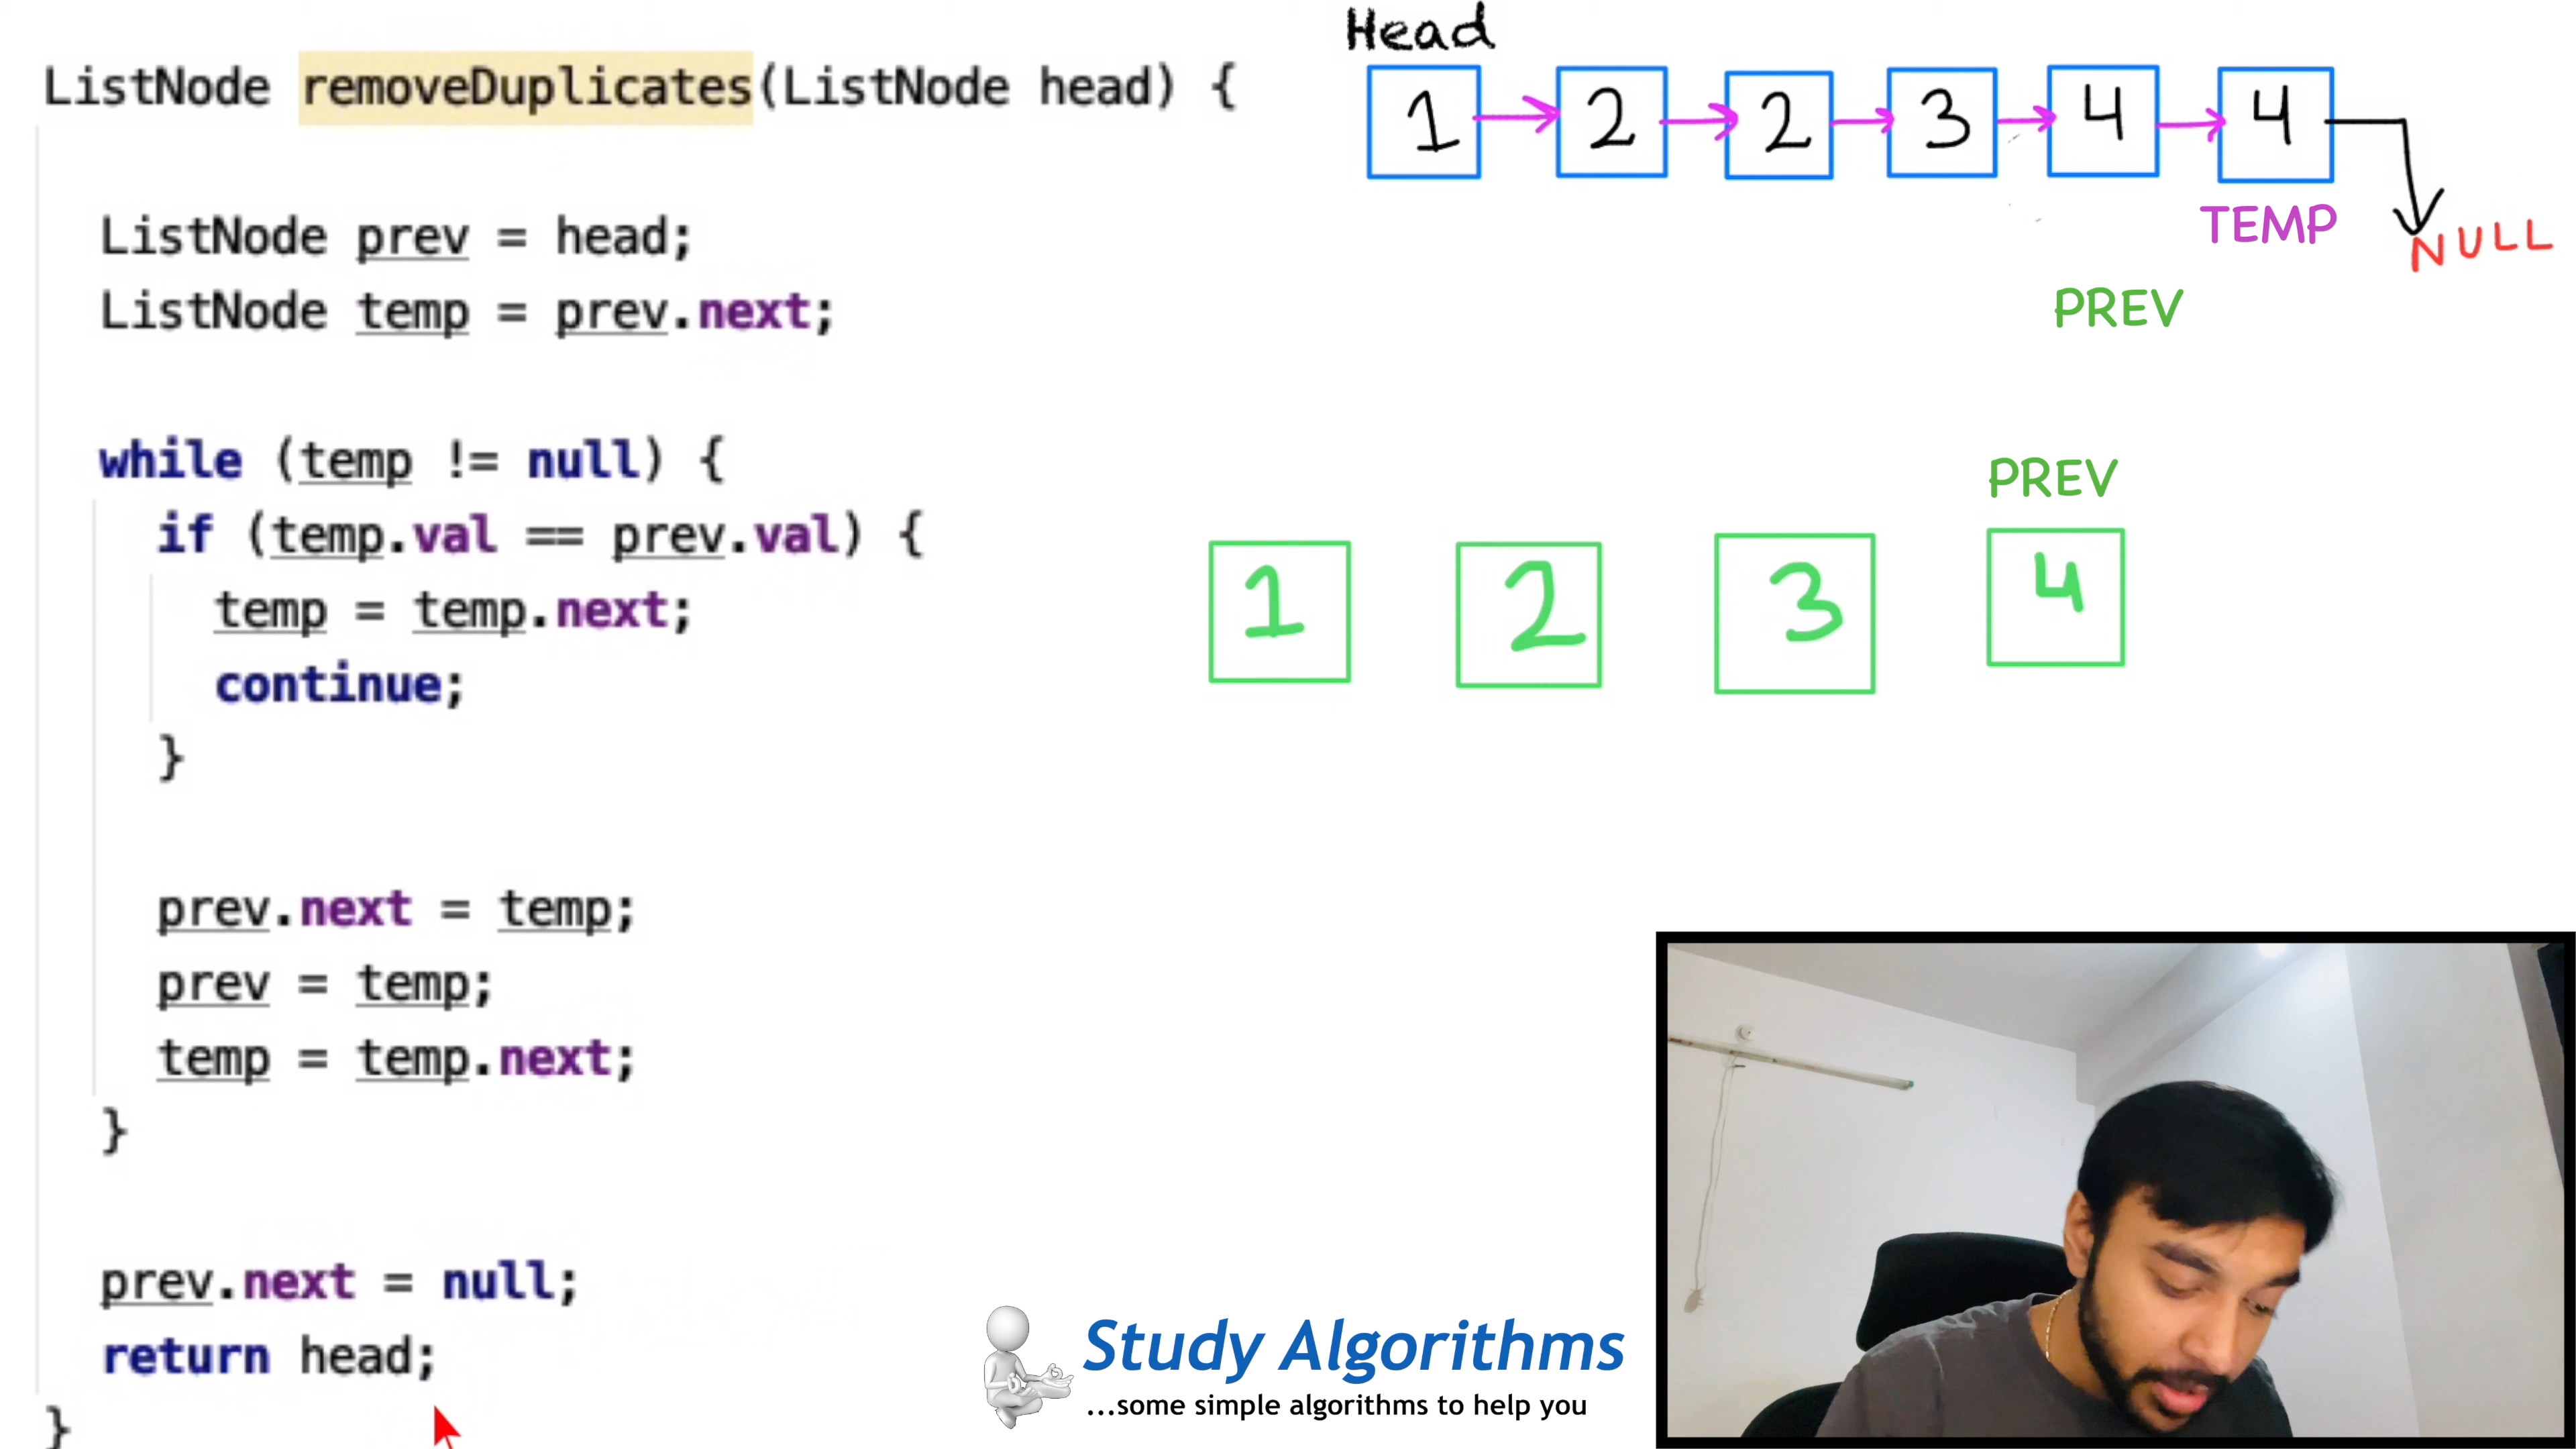 ListNode removeDuplicates(ListNode head) {
ListNode prev = head;
ListNode temp = prev.next;
while (temp != null) {
if (temp.val == prev.val) {
temp = temp.next;
continue;
}
prev.next = temp;
prev = temp;
temp = temp.next;
}
prev.next = null;
return head;
}
Head
1 2 2 3 4 4
TEMP
NULL
PREV
PREV
1 2 3 4
Study Algorithms
...some simple algorithms to help you